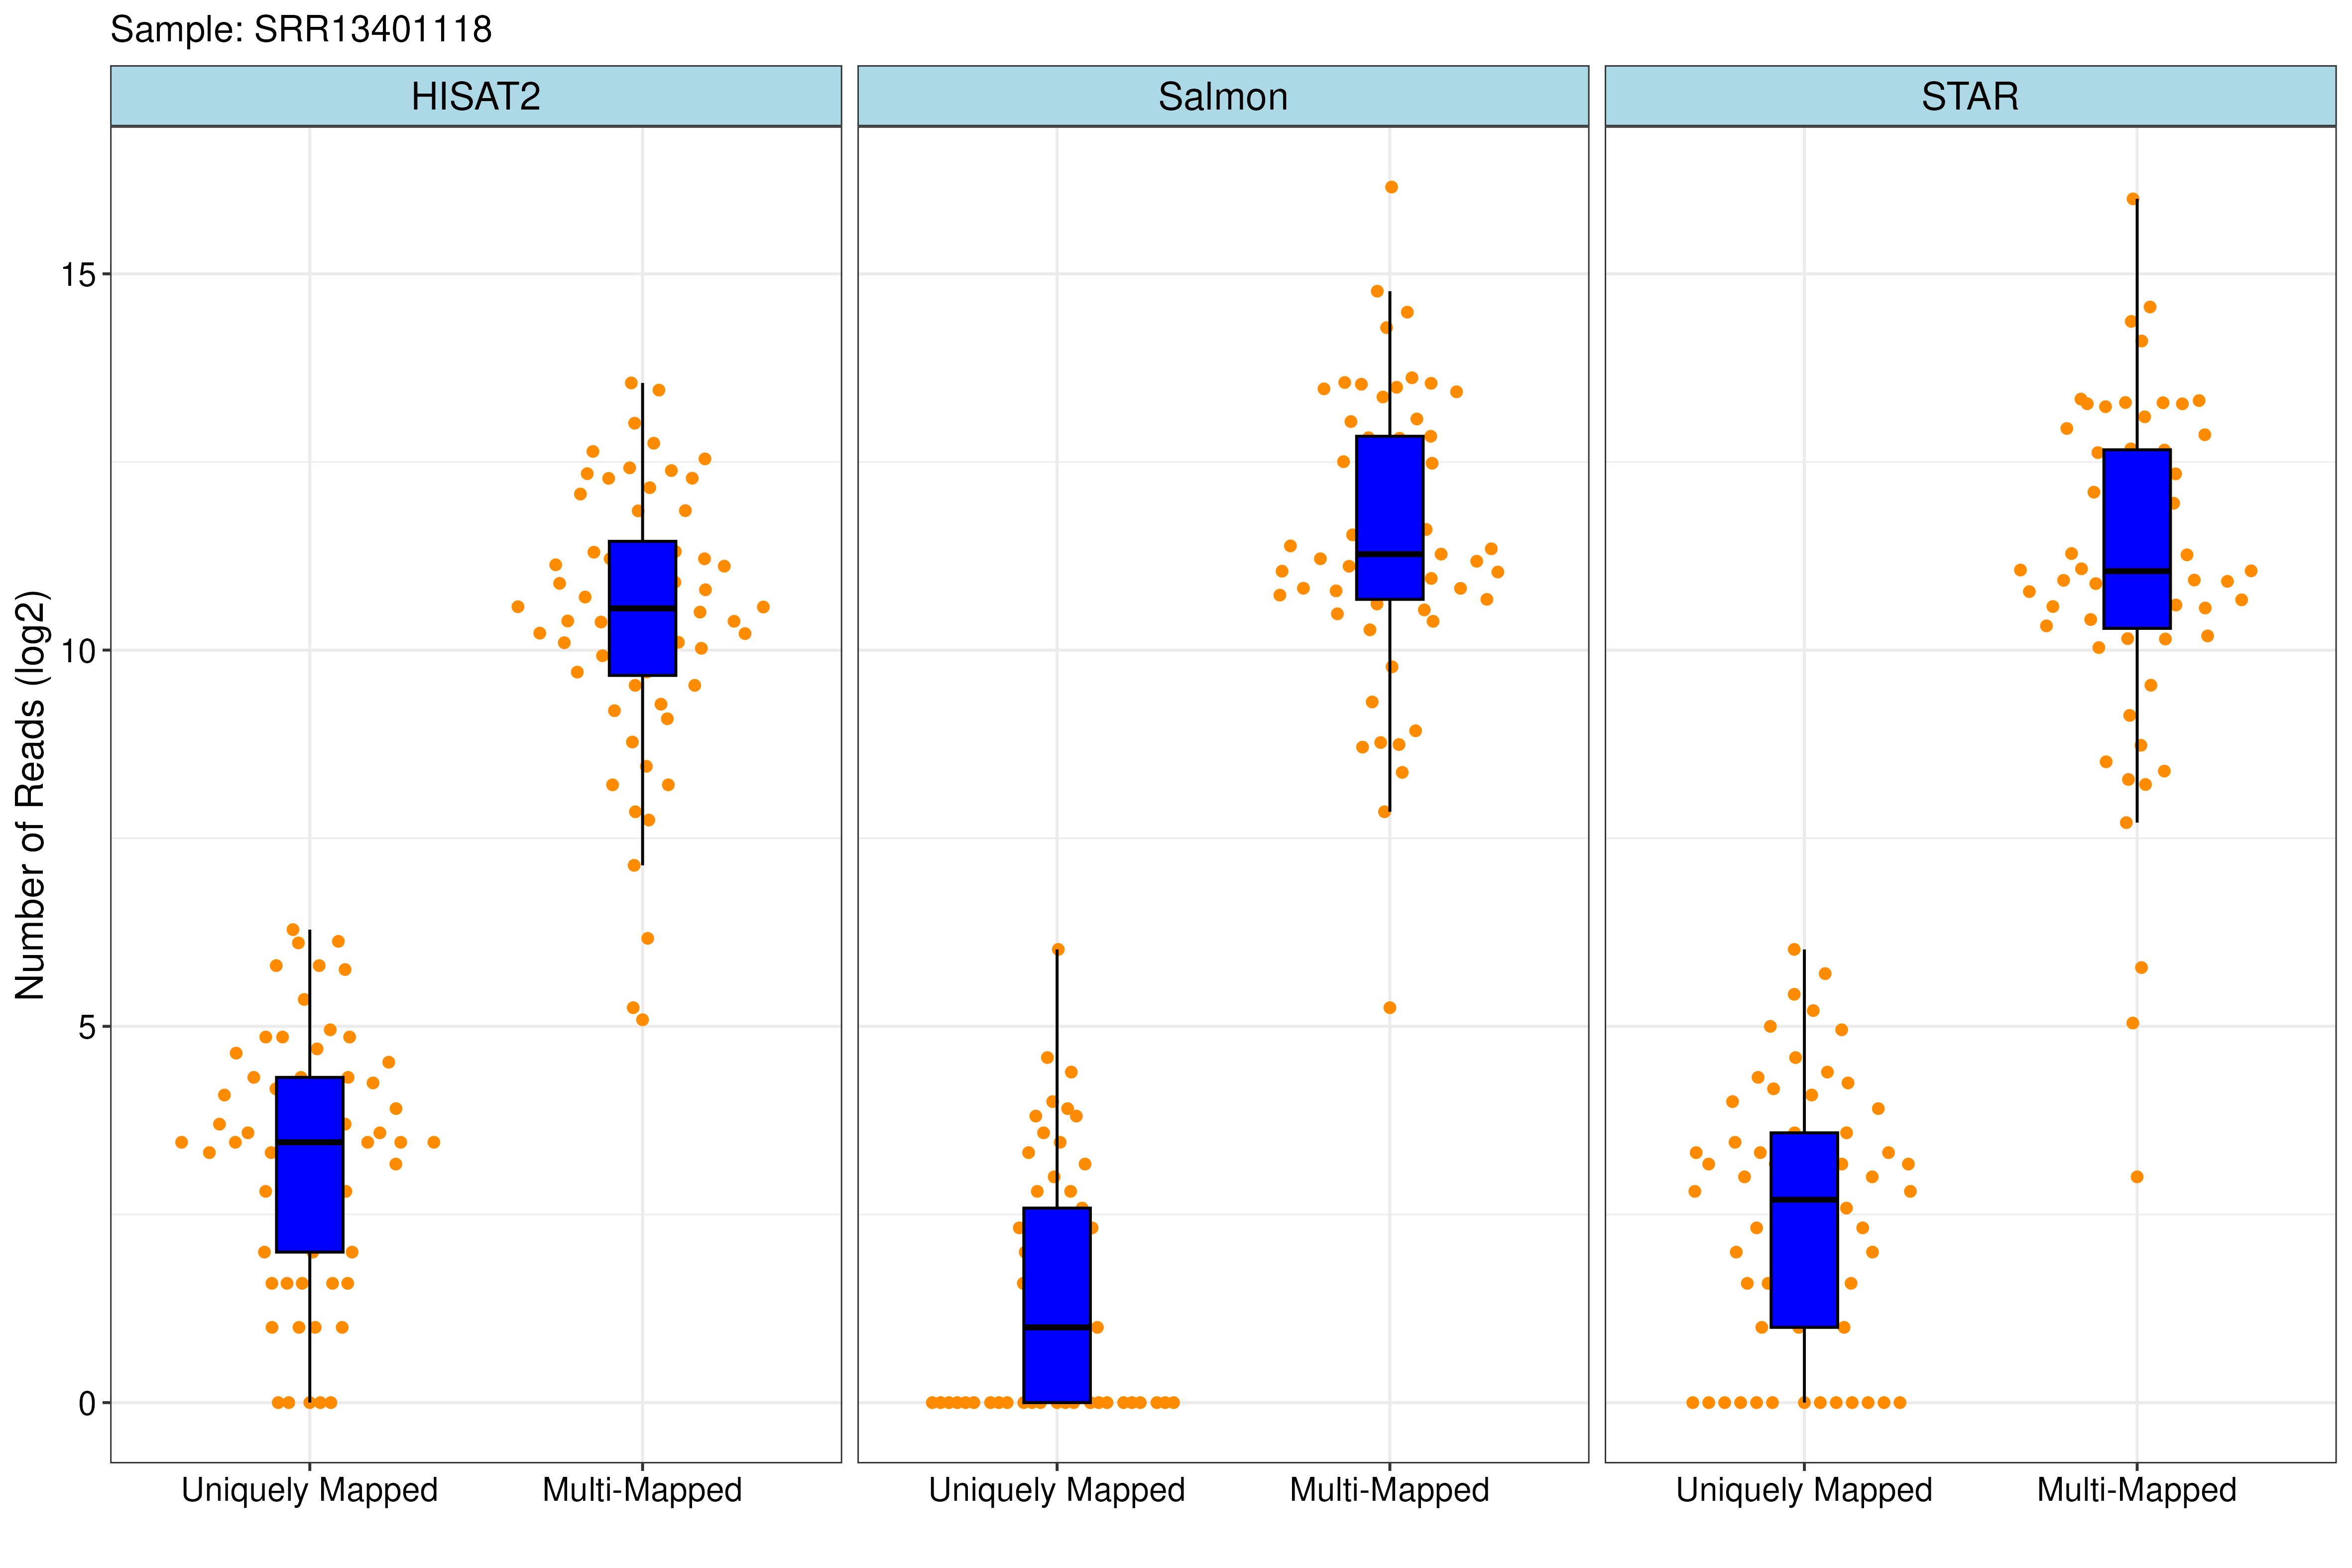 Sample: SRR13401118
HISAT2
Salmon
STAR
Number of Reads (log2)
15
10
5
0
Uniquely Mapped
Multi-Mapped
Uniquely Mapped
Multi-Mapped
Uniquely Mapped
Multi-Mapped